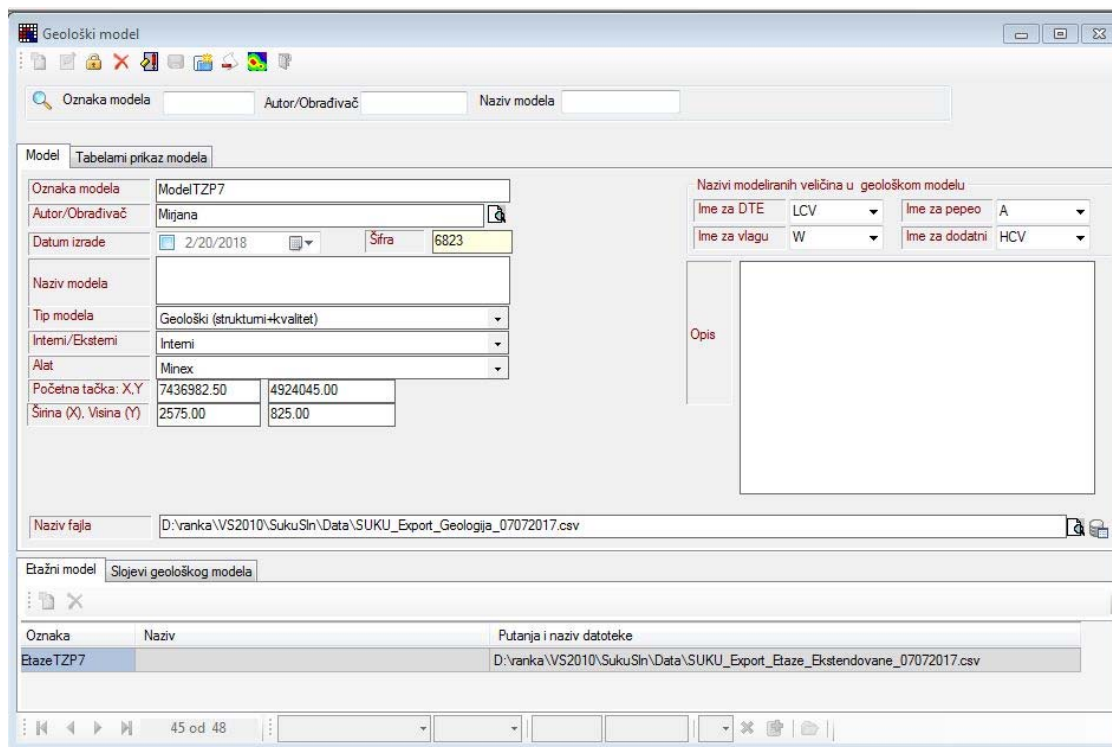 Geološki model
Oznaka modela Autor/Obrađivač Naziv modela
Model Tabelarni prikaz modela
Oznaka modela ModelTZP7
Autor/Obrađivač Mirjana
Datum izrade 2/20/2018 Šifra 6823
Naziv modela
Tip modela Geološki (strukturni+kvalitet)
Interni/Eksterni Interni
Alat Minex
Početna tačka: X,Y 7436982.50 4924045.00
Širina (X), Visina (Y) 2575.00 825.00
Nazivi modeliranih veličina u geološkom modelu
Ime za DTE LCV Ime za pepeo A
Ime za vlagu W Ime za dodatni HCV
Opis
Naziv fajla D:\ranka\VS2010\SukuSln\Data\SUKU_Export_Geologija_07072017.csv
Etažni model Slojevi geološkog modela
Oznaka Naziv Putanja i naziv datoteke
EtazeTZP7 D:\ranka\VS2010\SukuSln\Data\SUKU_Export_Etaze_Ekstendovane_07072017.csv
45 od 48